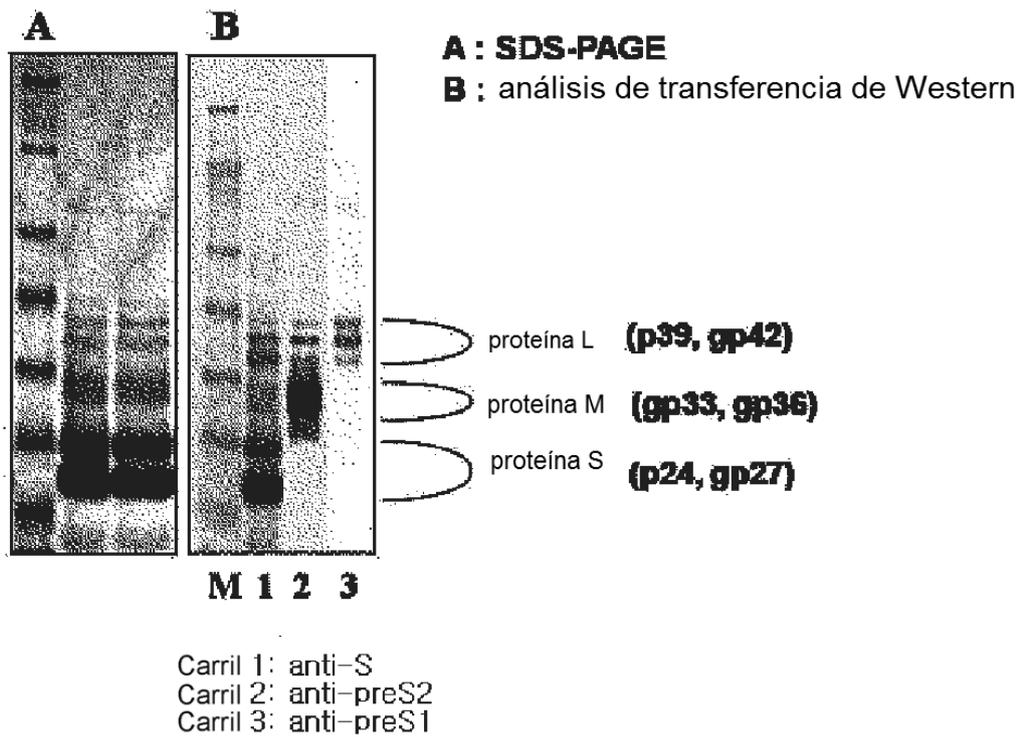 A B
A : SDS-PAGE
B : análisis de transferencia de Western
proteína L (p39, gp42)
proteína M (gp33, gp36)
proteína S (p24, gp27)
M 1 2 3
Carril 1: anti-S
Carril 2: anti-preS2
Carril 3: anti-preS1